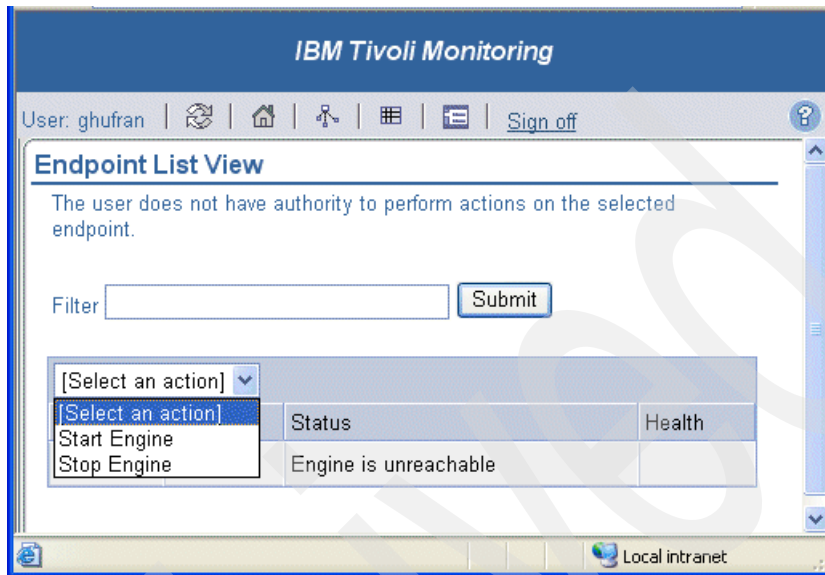 IBM Tivoli Monitoring
User: ghufran | | | | | | Sign off ?
Endpoint List View
The user does not have authority to perform actions on the selected
endpoint.
Filter Submit
[Select an action]
[Select an action]
Start Engine
Stop Engine
Status Health
Engine is unreachable
Local intranet